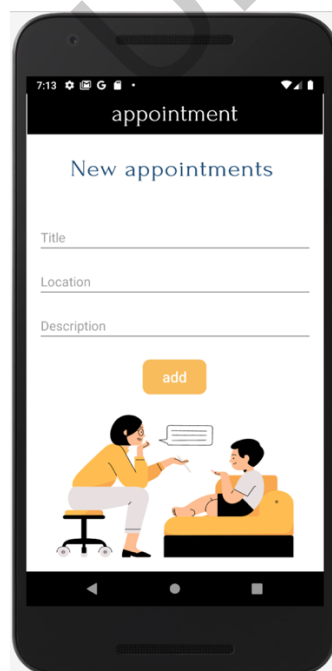 7:13 G
appointment
New appointments
Title
Location
Description
add